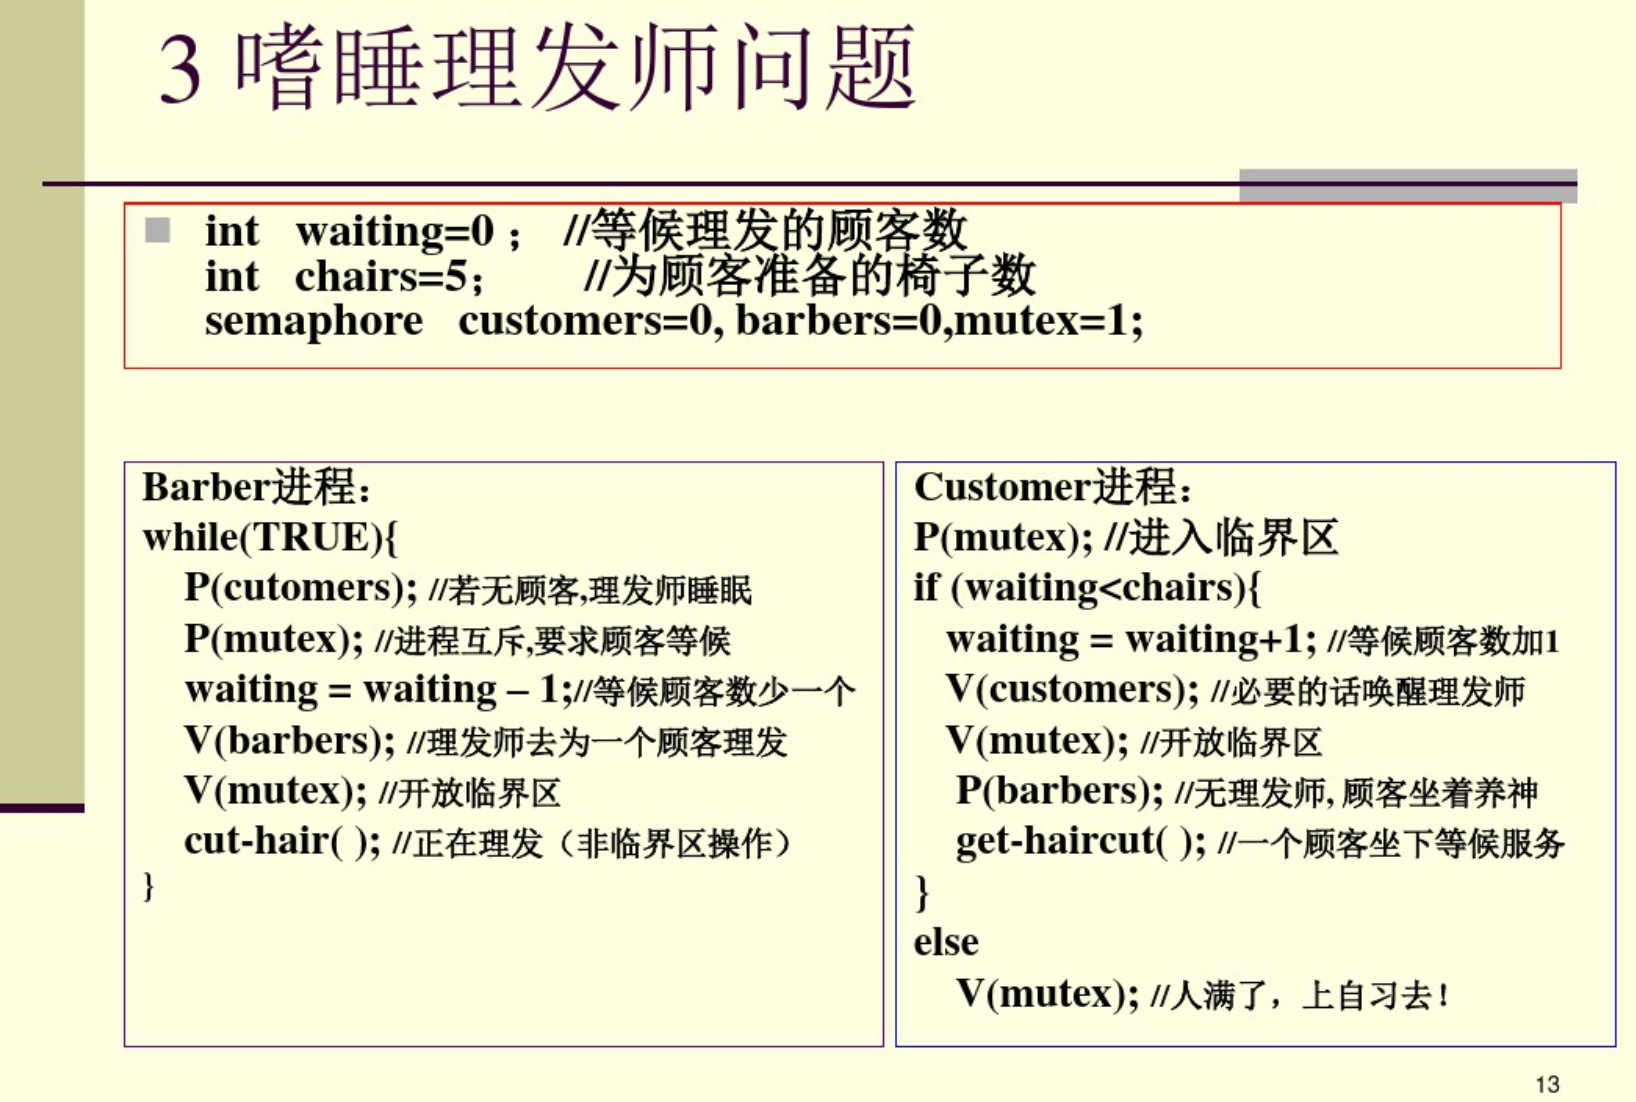 3 嗜睡理发师问题
int waiting=0 ； //等候理发的顾客数
int chairs=5； //为顾客准备的椅子数
semaphore customers=0, barbers=0,mutex=1;
Barber进程：
while(TRUE){
P(cutomers); //若无顾客,理发师睡眠
P(mutex); //进程互斥,要求顾客等候
waiting = waiting – 1;//等候顾客数少一个
V(barbers); //理发师去为一个顾客理发
V(mutex); //开放临界区
cut-hair( ); //正在理发（非临界区操作）
}
Customer进程：
P(mutex); //进入临界区
if (waiting<chairs){
waiting = waiting+1; //等候顾客数加1
V(customers); //必要的话唤醒理发师
V(mutex); //开放临界区
P(barbers); //无理发师, 顾客坐着养神
get-haircut( ); //一个顾客坐下等候服务
}
else
V(mutex); //人满了，上自习去！
13